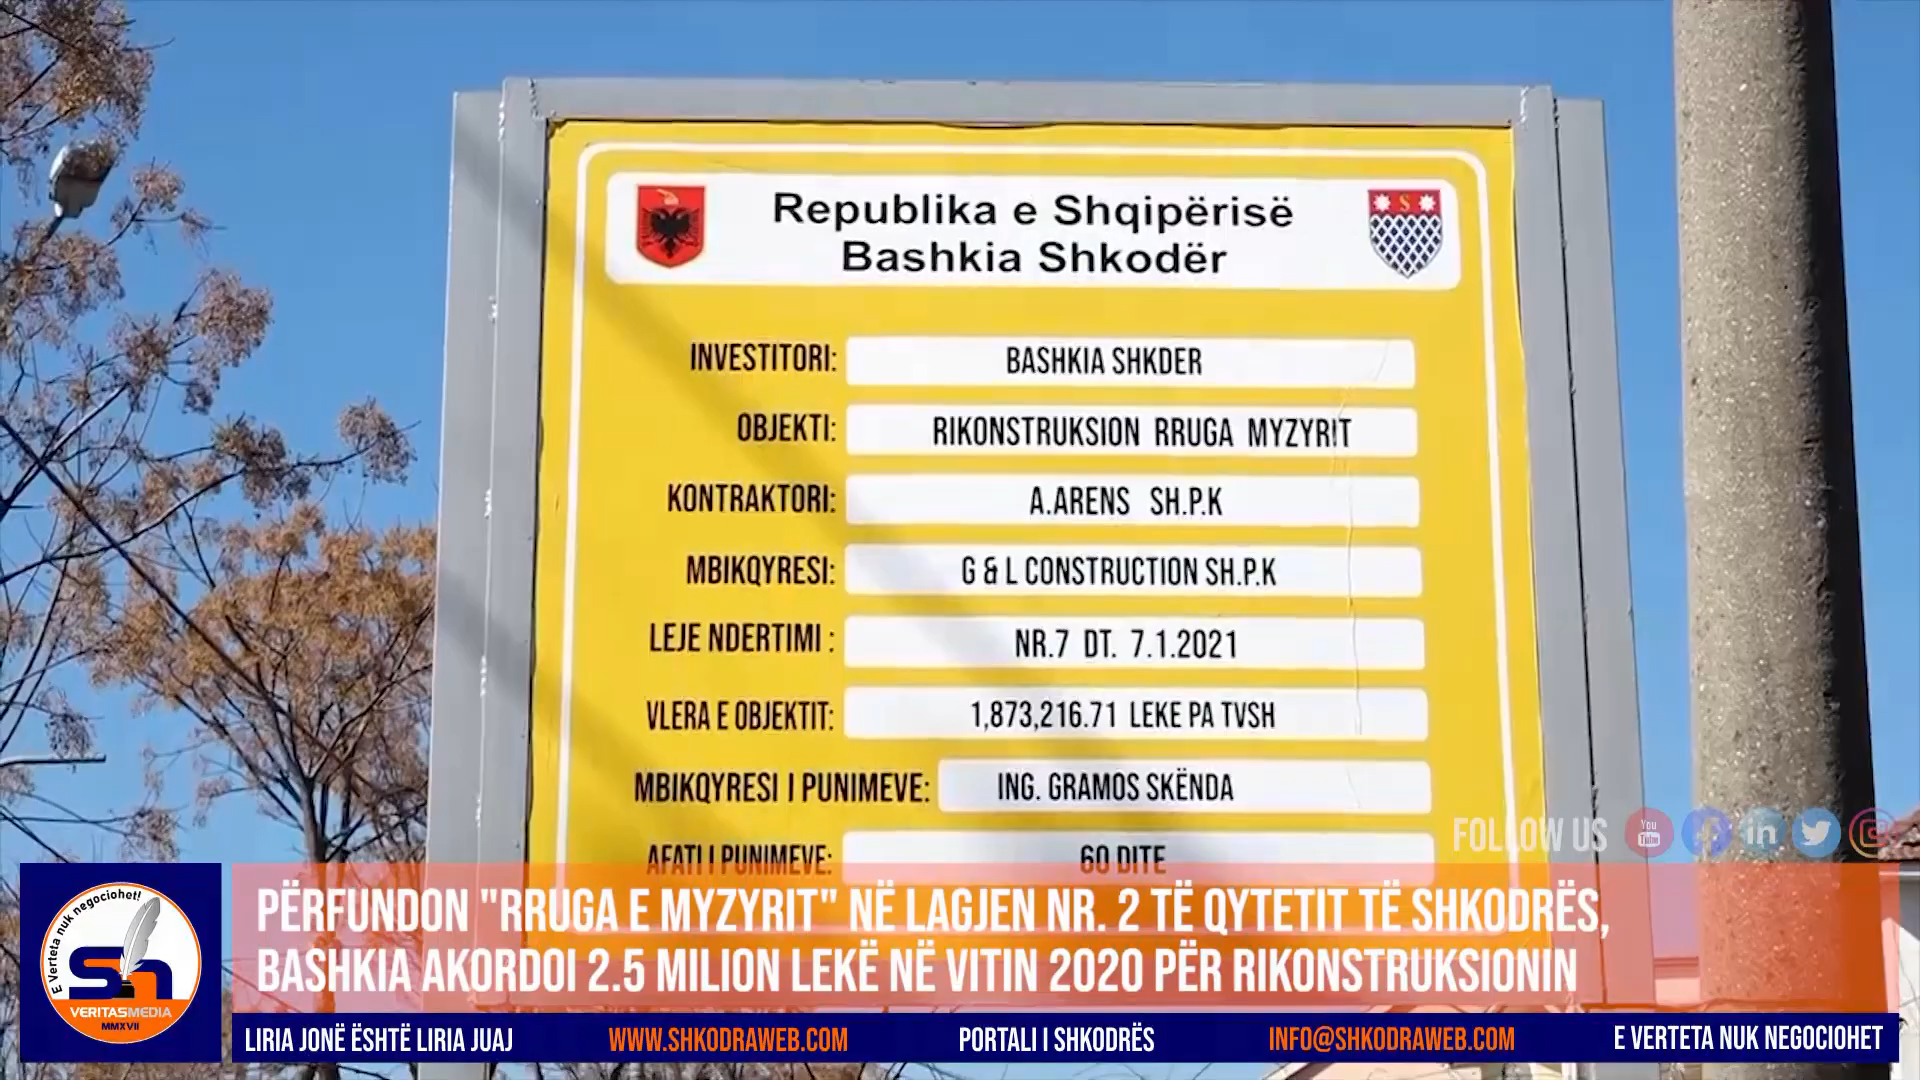 Republika e Shqipërisë
Bashkia Shkodër
INVESTITORI: BASHKIA SHKDER
OBJEKTI: RIKONSTRUKSION RRUGA MYZYRIT
KONTRAKTORI: A.ARENS SH.P.K
MBIKQYRESI: G & L CONSTRUCTION SH.P.K
LEJE NDERTIMI : NR.7 DT. 7.1.2021
VLERA E OBJEKTIT: 1,873,216.71 LEKE PA TVSH
MBIKQYRESI I PUNIMEVE: ING. GRAMOS SKËNDA
AFATI I PUNIMEVE: 60 DITE
FOLLOW US
You Tube
PËRFUNDON "RRUGA E MYZYRIT" NË LAGJEN NR. 2 TË QYTETIT TË SHKODRËS,
BASHKIA AKORDOI 2.5 MILION LEKË NË VITIN 2020 PËR RIKONSTRUKSIONIN
E Verteta nuk negociohet!
sh
VERITASMEDIA
MMXVII
LIRIA JONË ËSHTË LIRIA JUAJ WWW.SHKODRAWEB.COM PORTALI I SHKODRËS INFO@SHKODRAWEB.COM E VERTETA NUK NEGOCIOHET